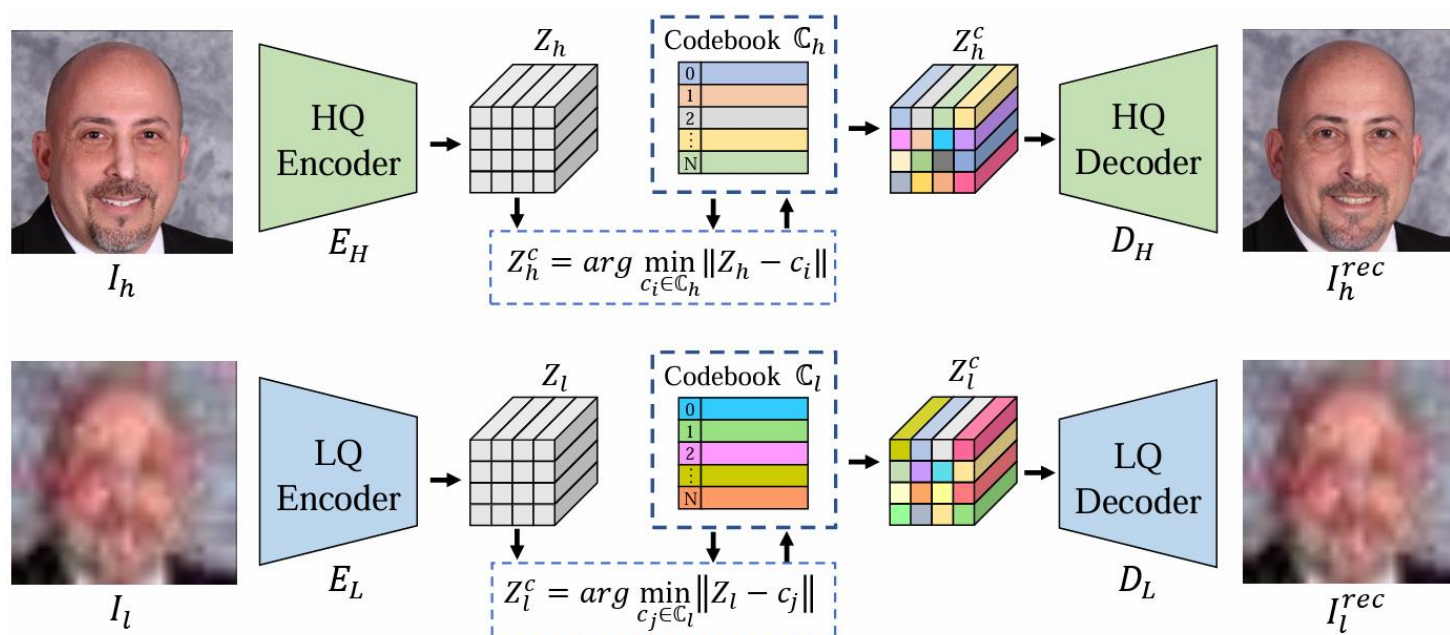 Z_h
Codebook ℂ_h
Z_h^c
0
1
2
⋮
N
HQ
Encoder
HQ
Decoder
E_H
D_H
I_h
Z_h^c = arg min_{c_i∈ℂ_h} ‖Z_h − c_i‖
I_h^{rec}
Z_l
Codebook ℂ_l
Z_l^c
0
1
2
⋮
N
LQ
Encoder
LQ
Decoder
E_L
D_L
I_l
Z_l^c = arg min_{c_j∈ℂ_l} ‖Z_l − c_j‖
I_l^{rec}